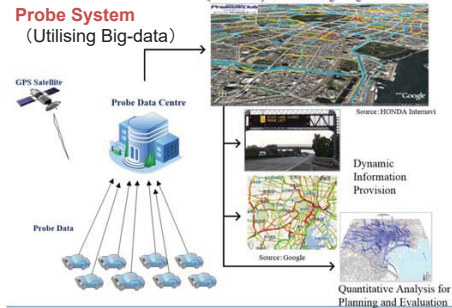 Probe System
（Utilising Big-data）
GPS Satellite
Probe Data Centre
Probe Data
Google
Source: HONDA Internavi
Dynamic
Information
Provision
Source: Google
Quantitative Analysis for
Planning and Evaluation